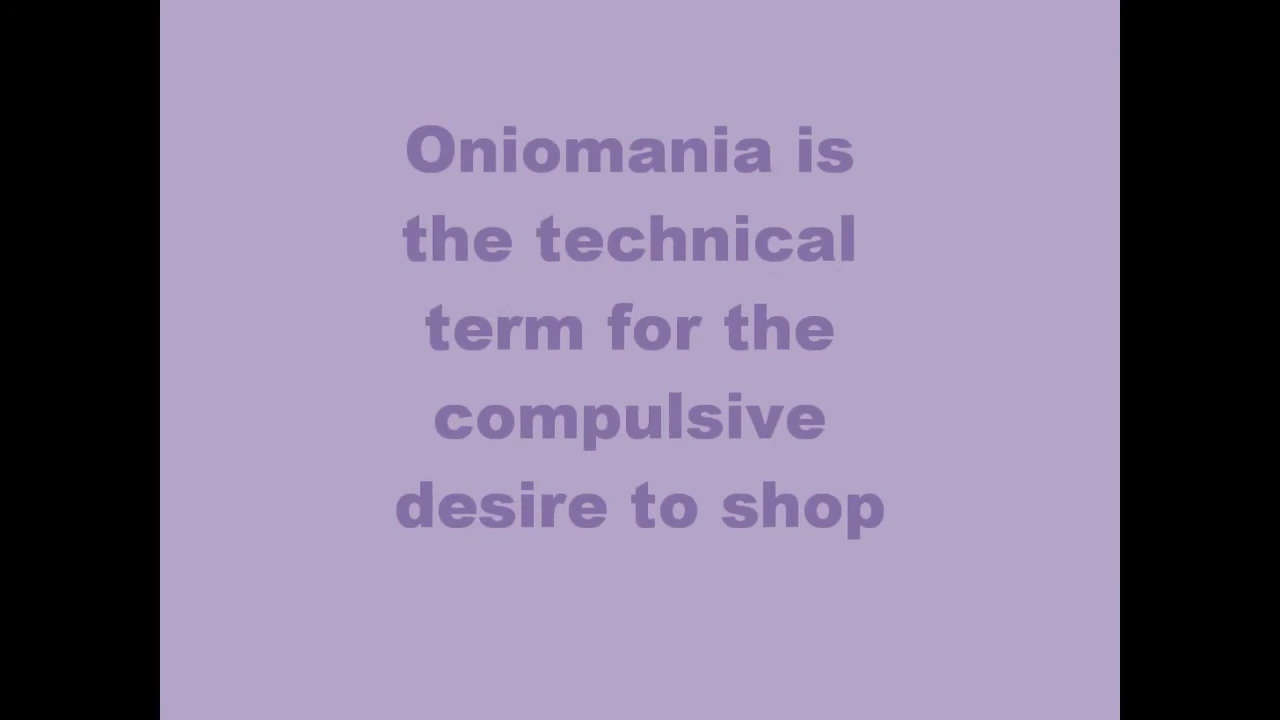 Oniomania is
the technical
term for the
compulsive
desire to shop